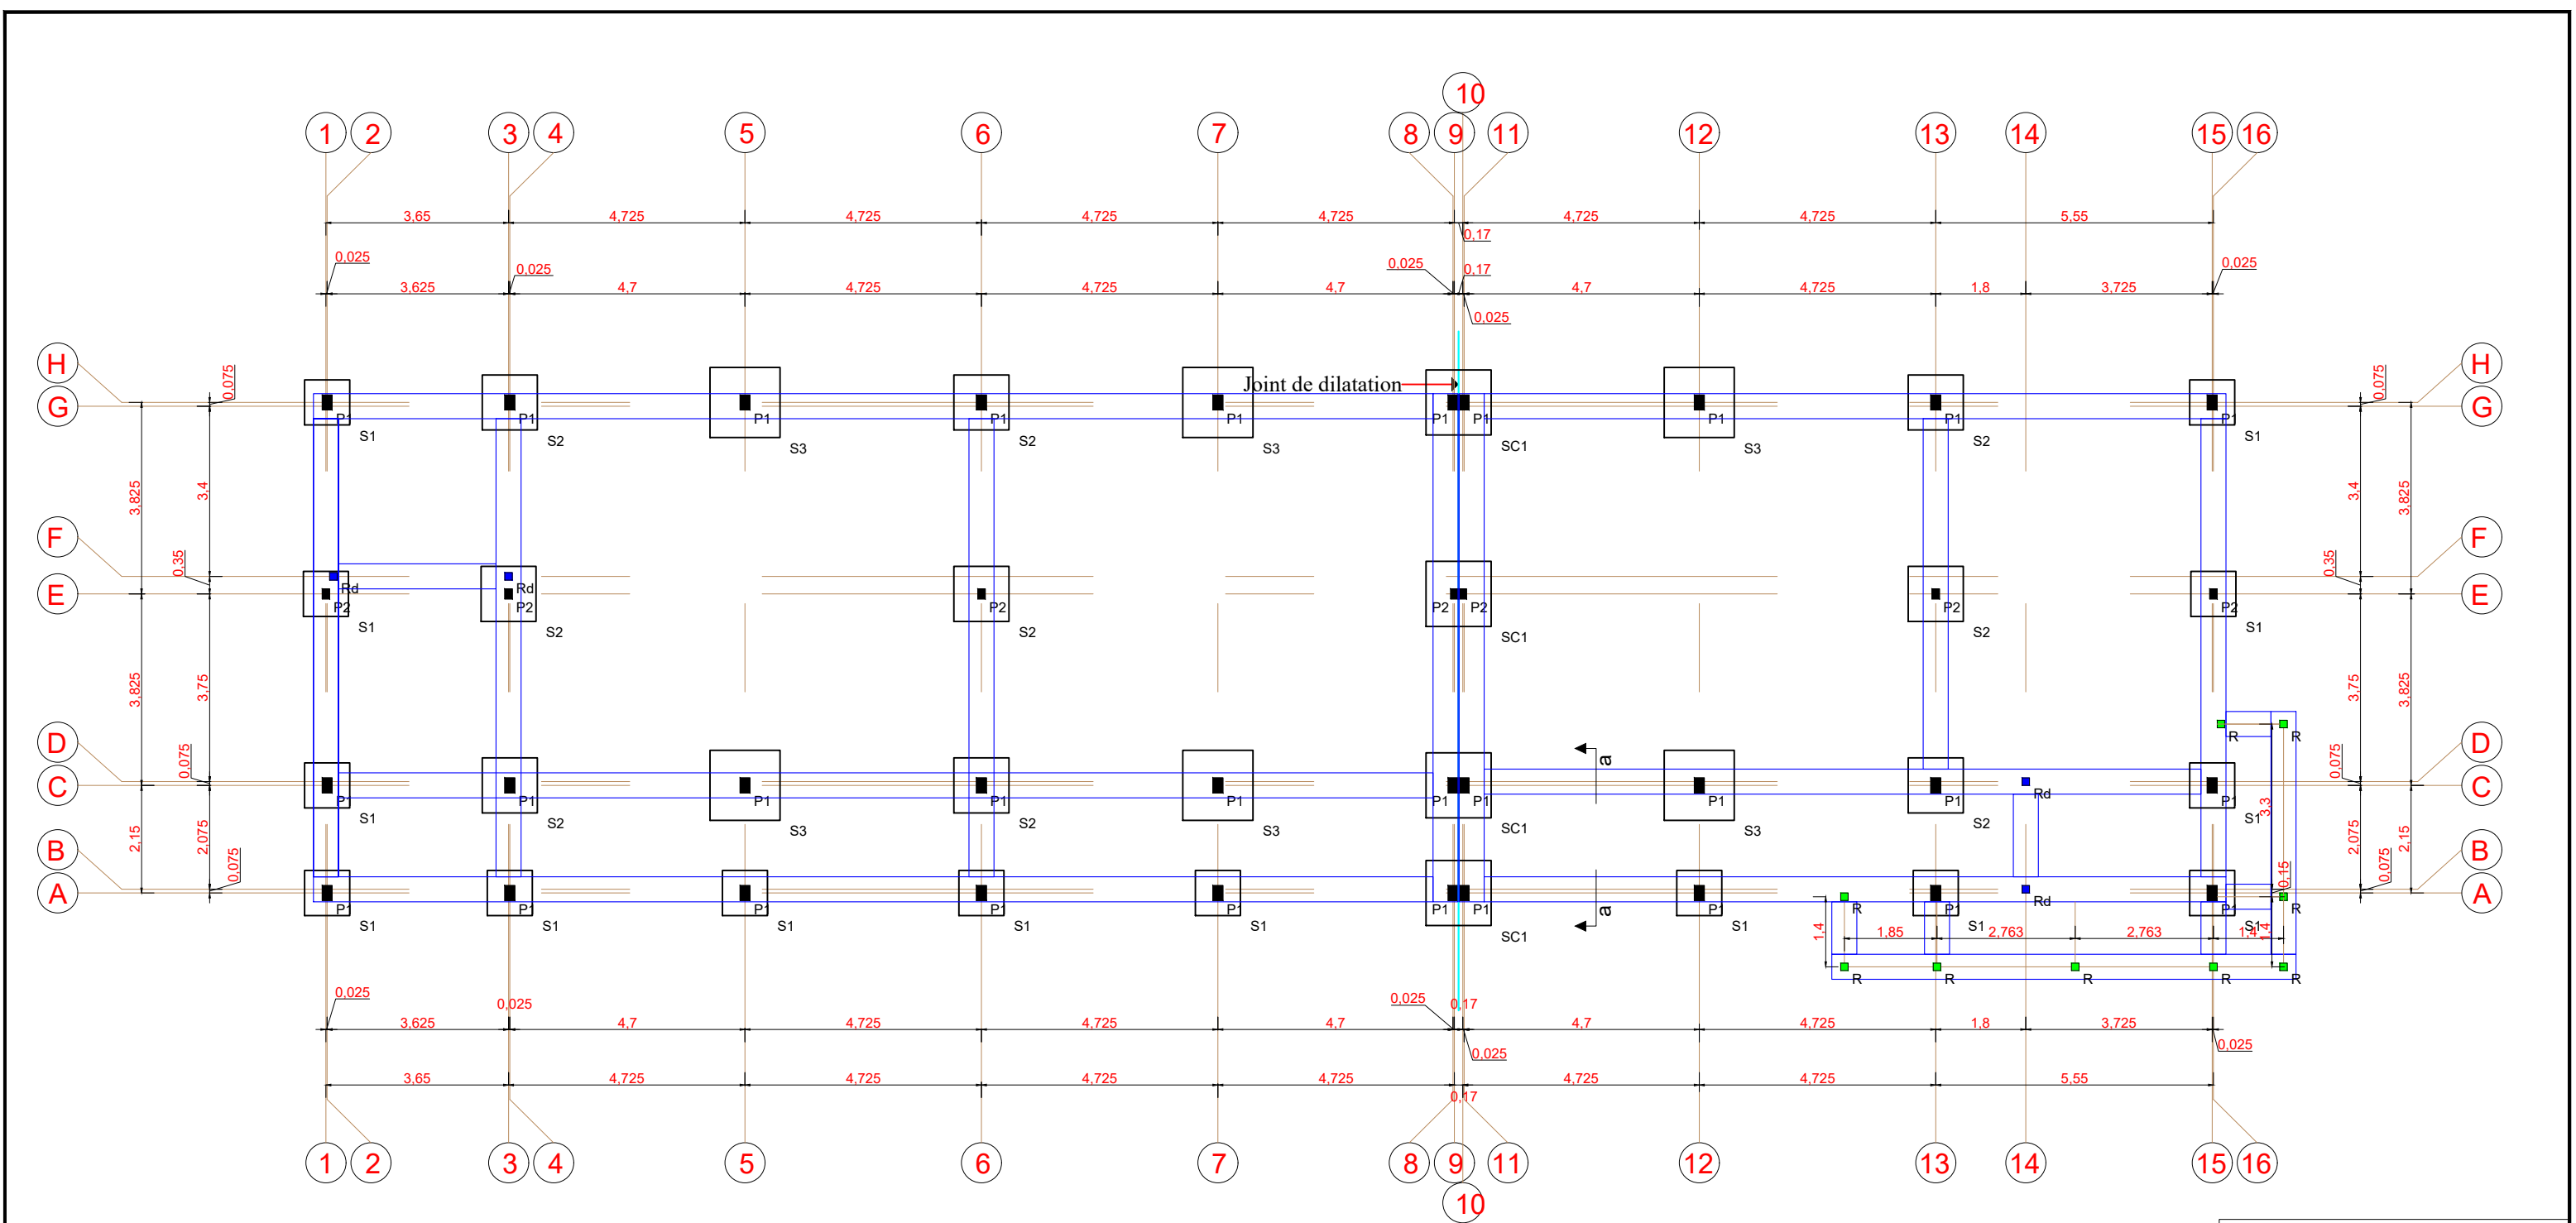 10
1 2 3 4 5 6 7 8 9 11 12 13 14 15 16
3,65 4,725 4,725 4,725 4,725 4,725 4,725 5,55
0,17
0,025 0,025 0,025 0,17 0,025
3,625 4,7 4,725 4,725 4,7 4,7 4,725 1,8 3,725
0,025
H 0,075 Joint de dilatation 0,075 H
G P1 P1 P1 P1 P1 P1 P1 P1 P1 P1 G
S1 S2 S3 S2 S3 SC1 S3 S2 S1
3,825 3,4 3,4 3,825
F 0,35 0,35 F
Rd Rd
E P2 P2 P2 P2 P2 P2 P2 E
S1 S2 S2 SC1 S2 S1
3,825 3,75 3,75 3,825
R R
D 0,075 a 0,075 D
C Rd C
P1 P1 P1 P1 P1 P1 P1 P1 P1 P1
S1 S2 S3 S2 S3 SC1 S3 S2 S1
3,3
2,15 2,075 2,075 2,15
B 0,075 0,15 0,075 B
A Rd A
P1 P1 P1 P1 P1 P1 P1 a P1 P1 P1
R R
S1 S1 S1 S1 S1 SC1 S1 S1 S1
1,4 1,85 2,763 2,763 1,4 1,4
R R R R R
0,025 0,025 0,025 0,17
3,625 4,7 4,725 4,725 4,7 4,7 4,725 1,8 3,725
0,025 0,025
3,65 4,725 4,725 4,725 4,725 4,725 4,725 5,55
0,17
1 2 3 4 5 6 7 8 9 11 12 13 14 15 16
10